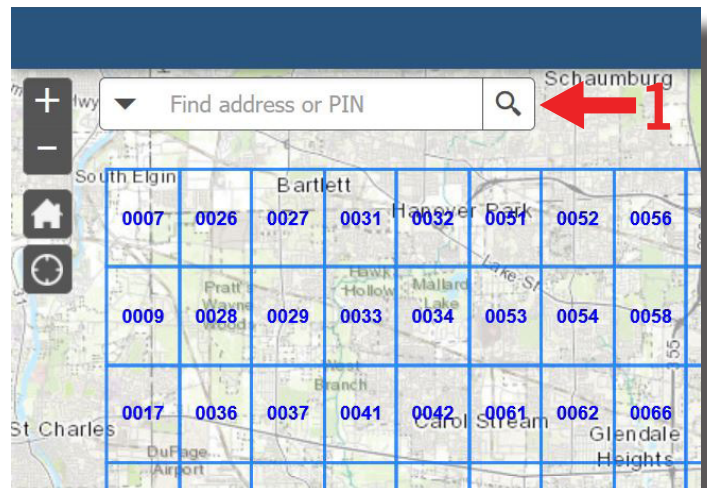 Schaumburg
+
Hwy
Find address or PIN
1
−
South Elgin
Bartlett
Hanover Park
0007 0026 0027 0031 0032 0051 0052 0056
Lake St
Pratt's
Wayne
Woods
Hawk
Hollow
Mallard
Lake
0009 0028 0029 0033 0034 0053 0054 0058
355
West
Branch
0017 0036 0037 0041 0042 0061 0062 0066
St Charles
Carol Stream
Glendale
Heights
DuPage
Airport